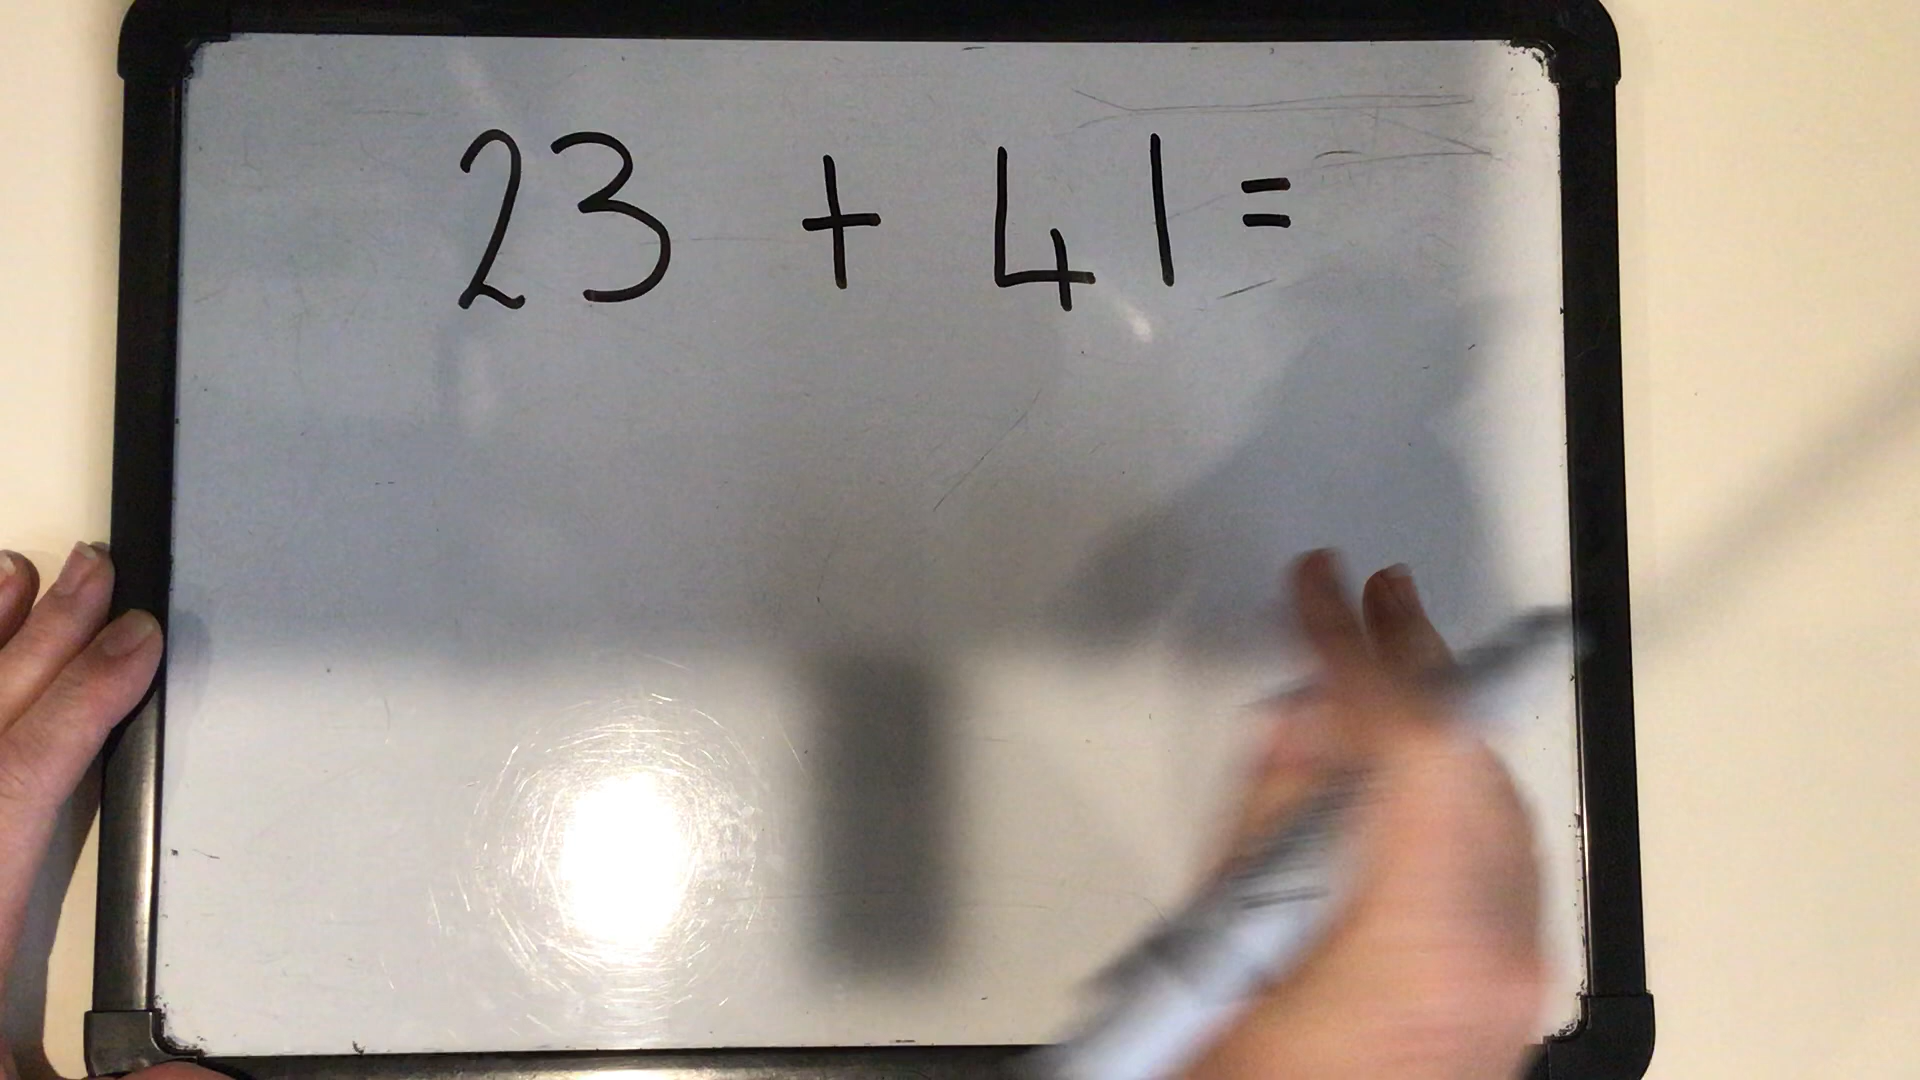 23 + 41 =